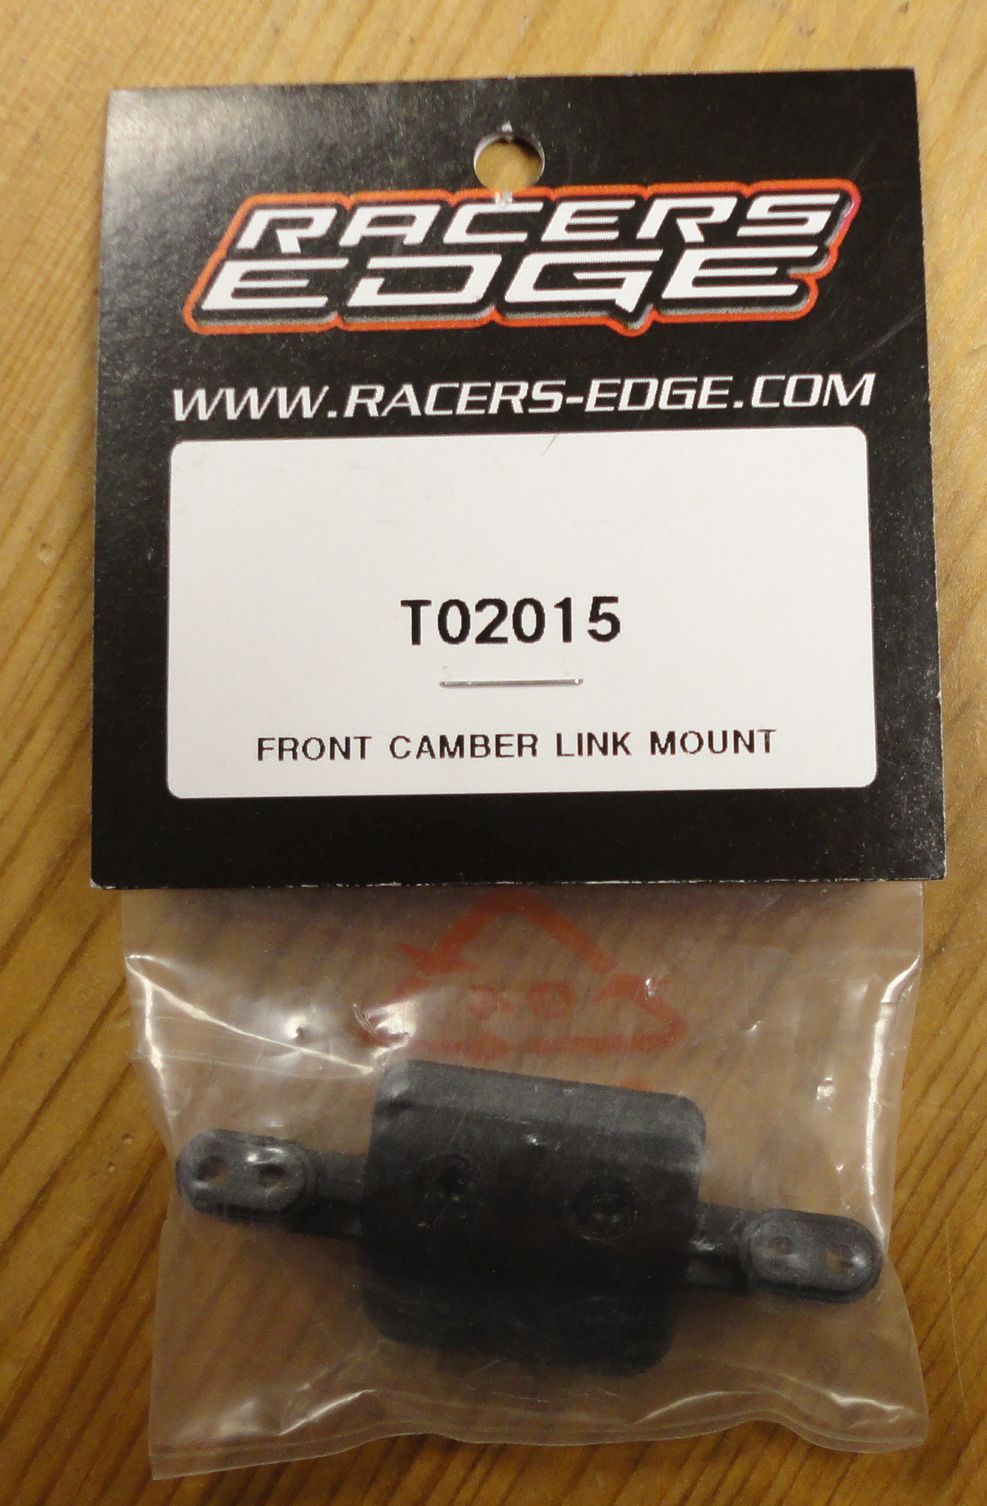 RACERS
EDGE
WWW.RACERS-EDGE.COM
T02015
FRONT CAMBER LINK MOUNT